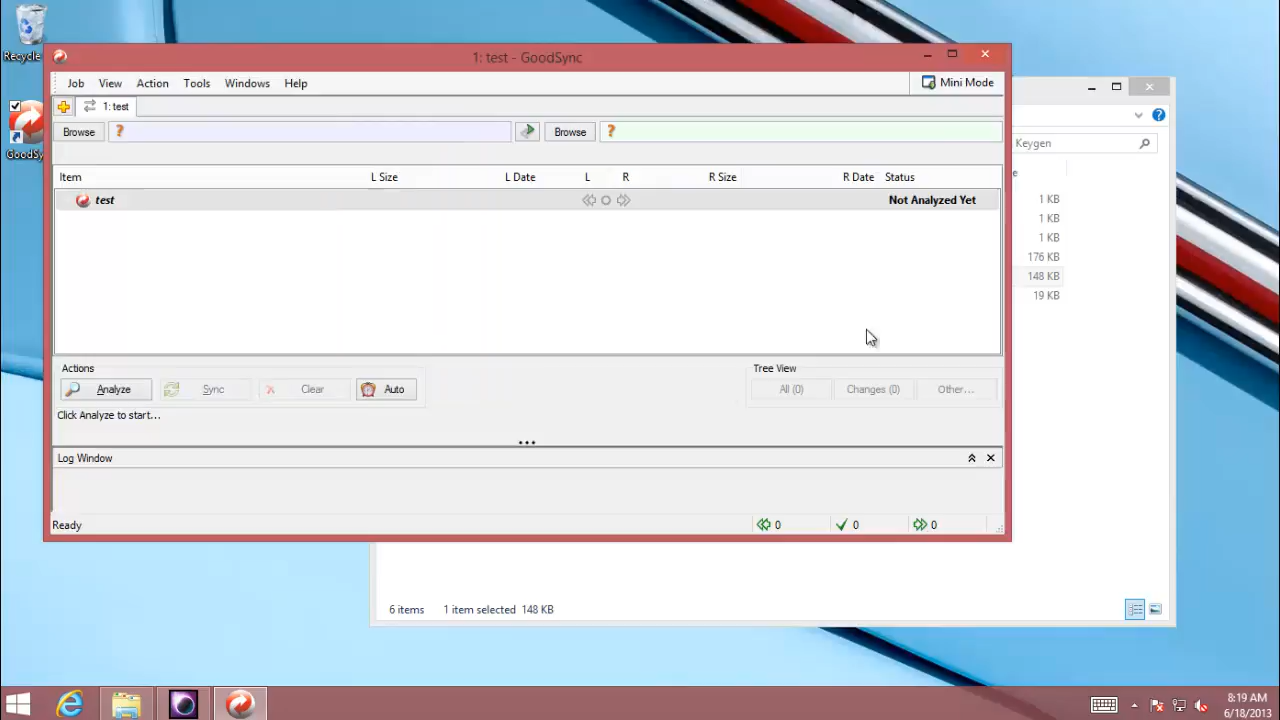 Recycle
GoodSy
1: test - GoodSync
Job View Action Tools Windows Help
Mini Mode
1: test
Browse ? Browse ?
Item L Size L Date L R R Size R Date Status
test Not Analyzed Yet
Actions
Analyze Sync Clear Auto
Tree View
All (0) Changes (0) Other...
Click Analyze to start...
Log Window
Ready 0 0 0
Keygen
e
1 KB
1 KB
1 KB
176 KB
148 KB
19 KB
6 items 1 item selected 148 KB
8:19 AM
6/18/2013